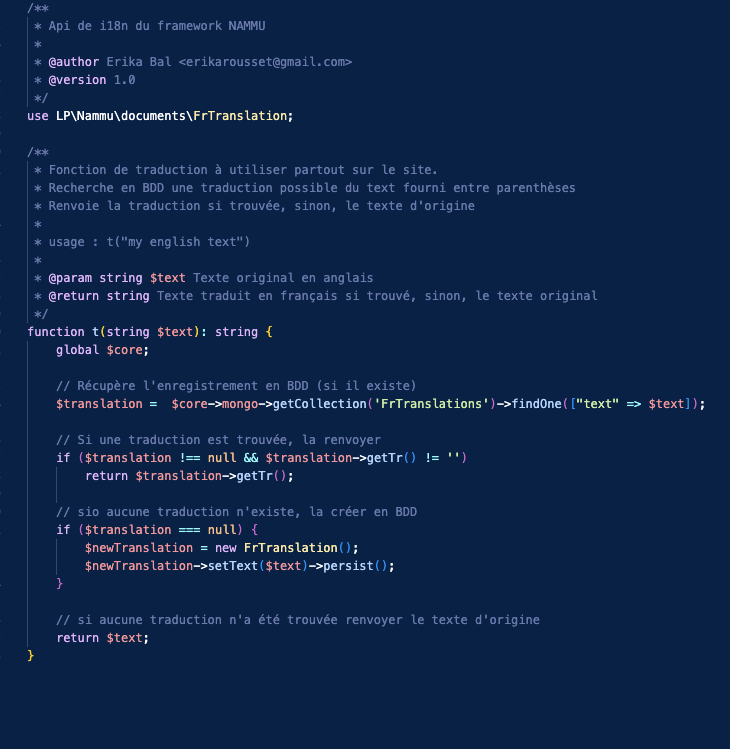 /**
 * Api de i18n du framework NAMMU
 *
 * @author Erika Bal <erikarousset@gmail.com>
 * @version 1.0
 */
use LP\Nammu\documents\FrTranslation;

/**
 * Fonction de traduction à utiliser partout sur le site.
 * Recherche en BDD une traduction possible du text fourni entre parenthèses
 * Renvoie la traduction si trouvée, sinon, le texte d'origine
 *
 * usage : t("my english text")
 *
 * @param string $text Texte original en anglais
 * @return string Texte traduit en français si trouvé, sinon, le texte original
 */
function t(string $text): string {
    global $core;

    // Récupère l'enregistrement en BDD (si il existe)
    $translation =  $core->mongo->getCollection('FrTranslations')->findOne(["text" => $text]);

    // Si une traduction est trouvée, la renvoyer
    if ($translation !== null && $translation->getTr() != '')
        return $translation->getTr();

    // sio aucune traduction n'existe, la créer en BDD
    if ($translation === null) {
        $newTranslation = new FrTranslation();
        $newTranslation->setText($text)->persist();
    }

    // si aucune traduction n'a été trouvée renvoyer le texte d'origine
    return $text;
}